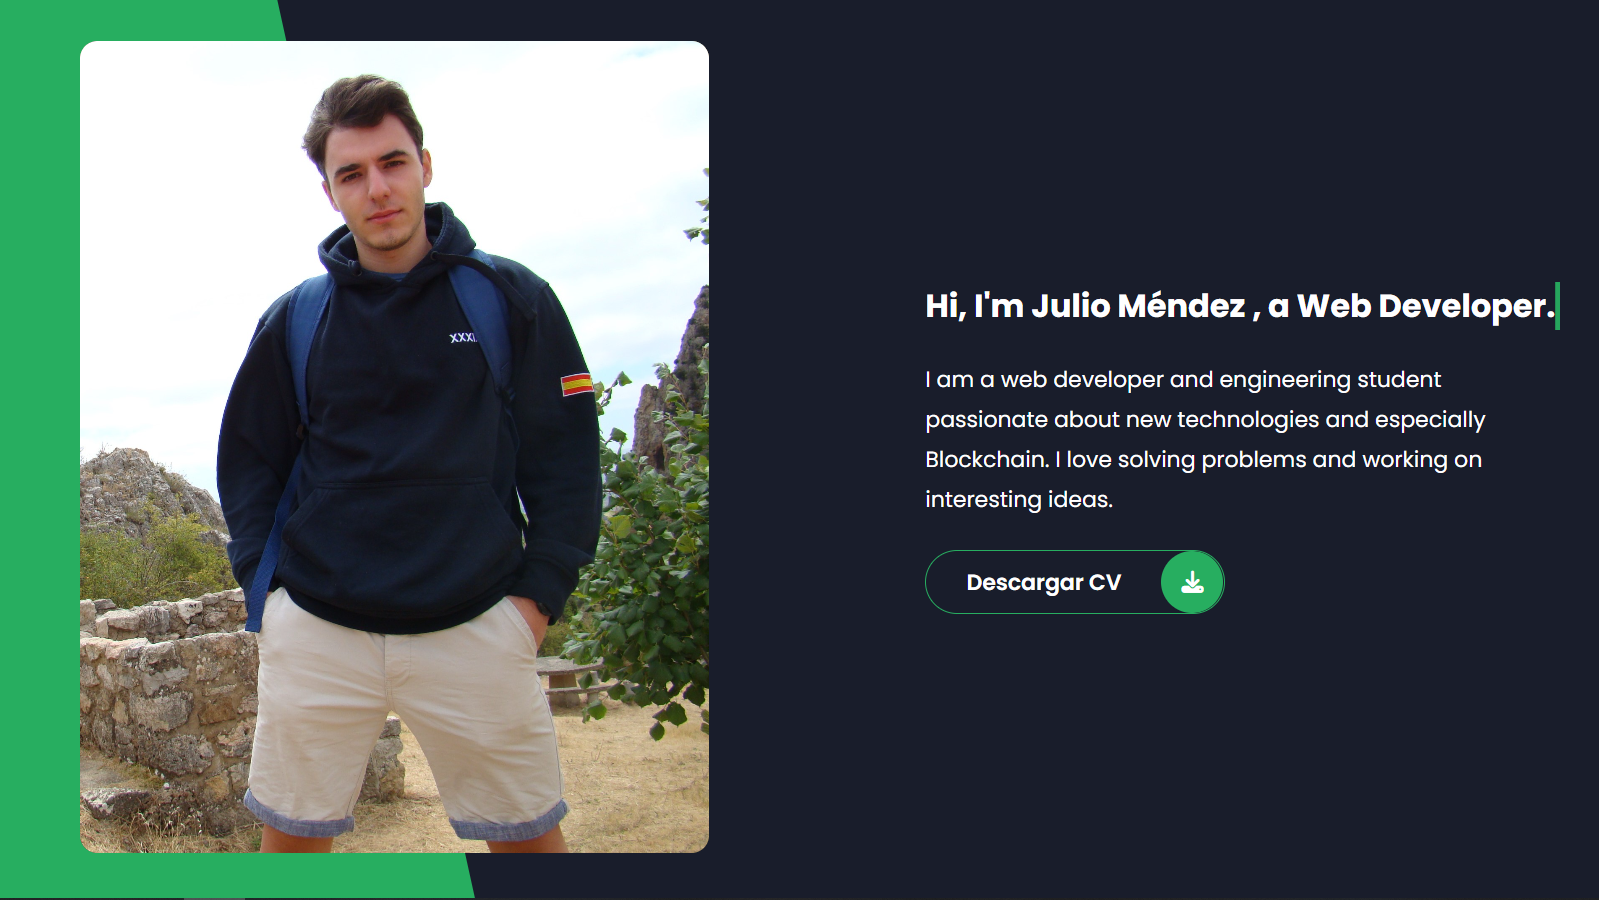 Hi, I'm Julio Méndez , a Web Developer.
I am a web developer and engineering student
passionate about new technologies and especially
Blockchain. I love solving problems and working on
interesting ideas.
Descargar CV